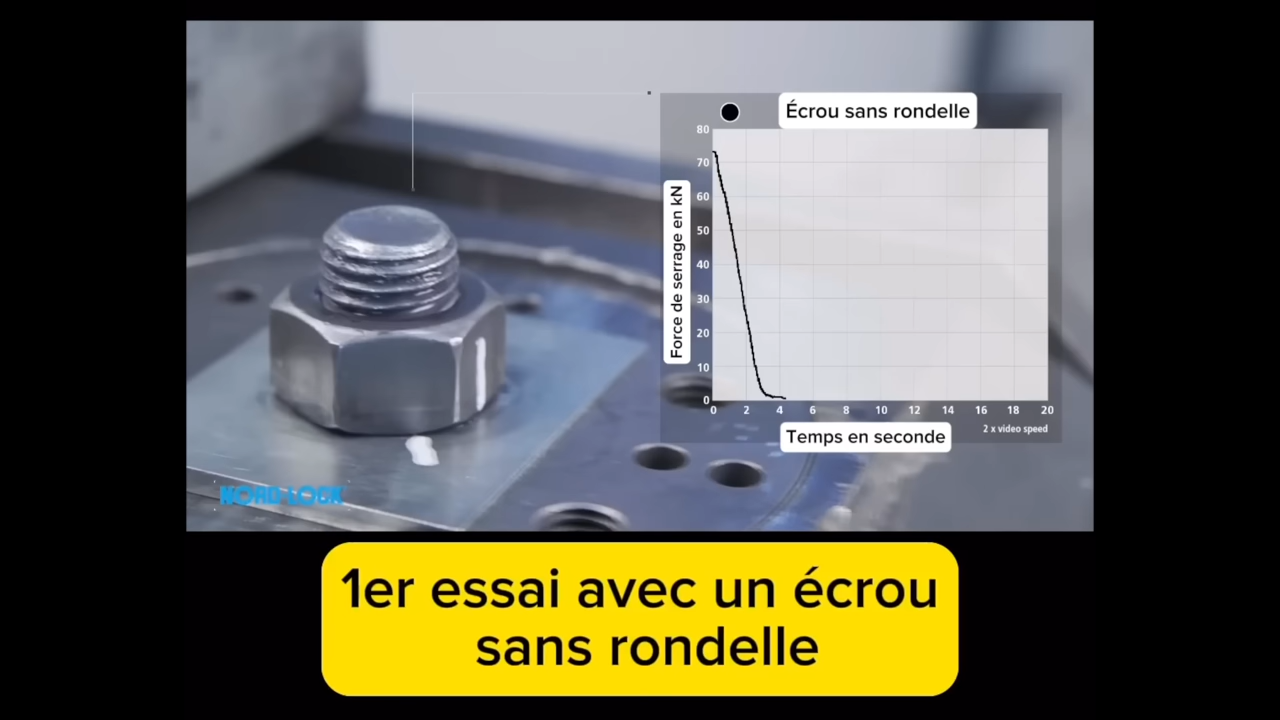 Écrou sans rondelle
80
70
60
50
40
30
20
10
0
Force de serrage en kN
0 2 4 6 8 10 12 14 16 18 20
2 x video speed
Temps en seconde
NORD-LOCK
1er essai avec un écrou
sans rondelle